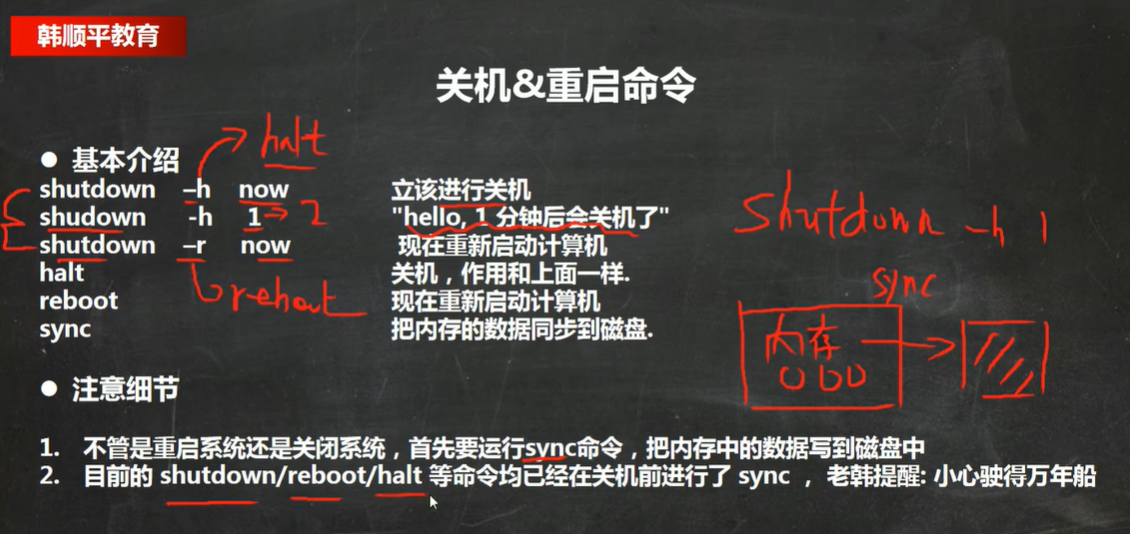 韩顺平教育
关机&重启命令
halt
● 基本介绍
shutdown –h now 立该进行关机
shudown -h 1 "hello, 1 分钟后会关机了"
2
shutdown –r now 现在重新启动计算机
halt 关机，作用和上面一样.
reboot 现在重新启动计算机
sync 把内存的数据同步到磁盘.
shutdown -h 1
sync
内存
● 注意细节
1. 不管是重启系统还是关闭系统，首先要运行sync命令，把内存中的数据写到磁盘中
2. 目前的 shutdown/reboot/halt 等命令均已经在关机前进行了 sync ， 老韩提醒: 小心驶得万年船